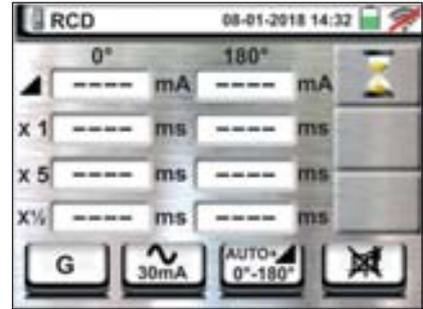 RCD 08-01-2018 14:32
0° 180°
---- mA ---- mA
x 1 ---- ms ---- ms
x 5 ---- ms ---- ms
x½ ---- ms ---- ms
G 30mA AUTO+ 0°-180°